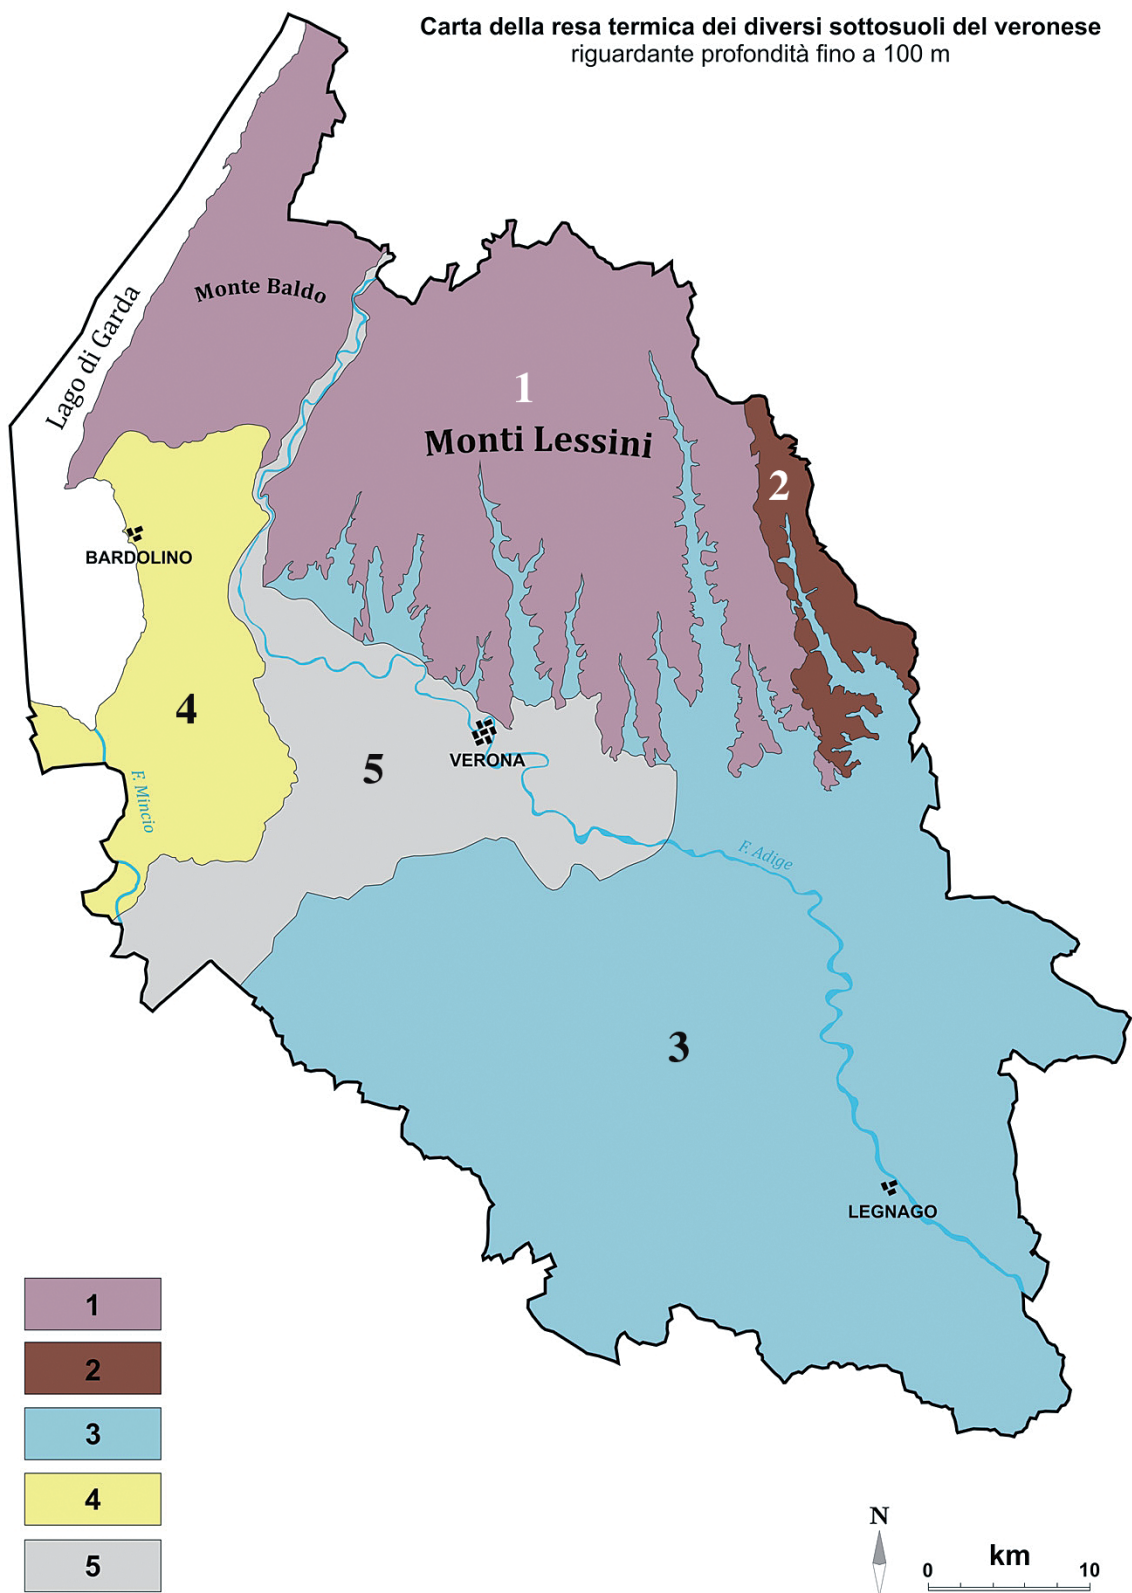 Carta della resa termica dei diversi sottosuoli del veronese
riguardante profondità fino a 100 m
Monte Baldo
Lago di Garda
1
Monti Lessini
2
BARDOLINO
4
5
VERONA
F. Mincio
F. Adige
3
LEGNAGO
1
2
3
4
5
N
km
0 10